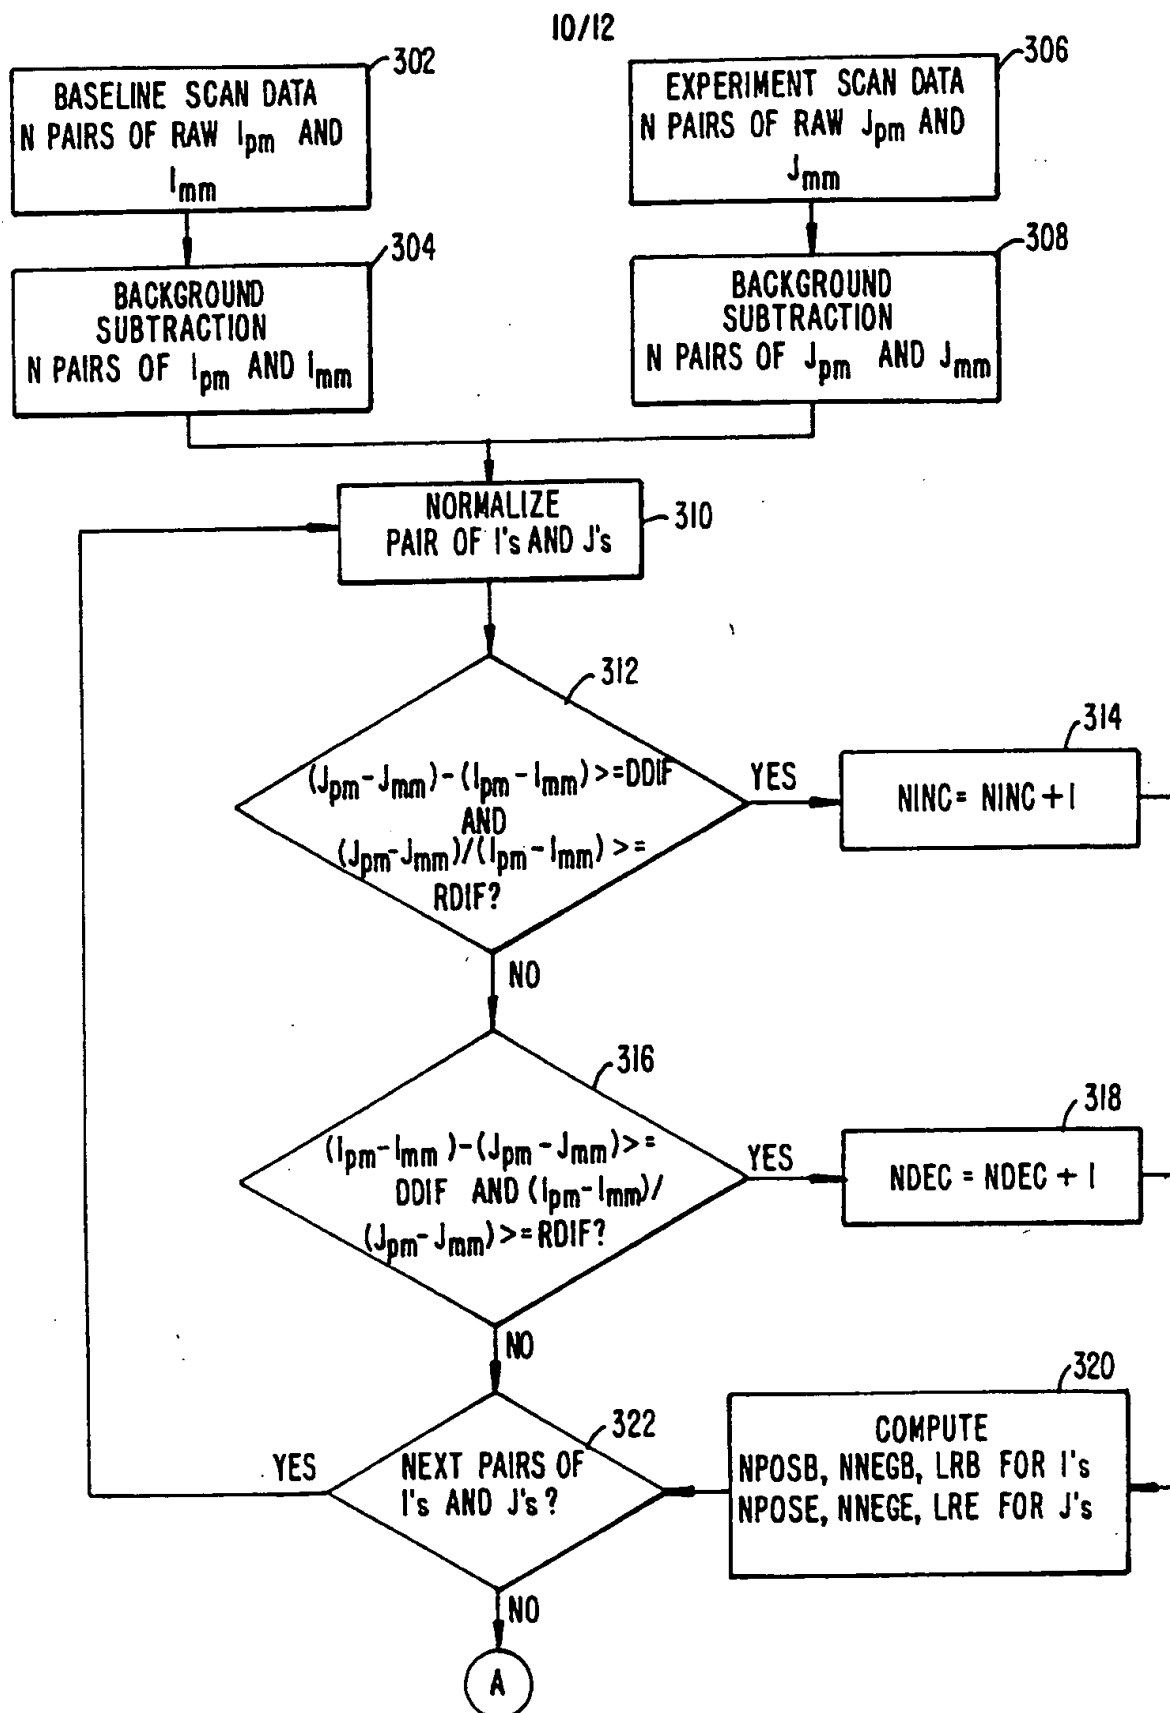 10/12
302
BASELINE SCAN DATA
N PAIRS OF RAW Ipm AND
Imm
306
EXPERIMENT SCAN DATA
N PAIRS OF RAW Jpm AND
Jmm
304
BACKGROUND
SUBTRACTION
N PAIRS OF Ipm AND Imm
308
BACKGROUND
SUBTRACTION
N PAIRS OF Jpm AND Jmm
NORMALIZE
PAIR OF I's AND J's
310
312
(Jpm-Jmm)-(Ipm-Imm)>=DDIF
AND
(Jpm-Jmm)/(Ipm-Imm)>=
RDIF?
YES
314
NINC= NINC+1
NO
316
(Ipm-Imm)-(Jpm-Jmm)>=
DDIF AND (Ipm-Imm)/
(Jpm-Jmm)>=RDIF?
YES
318
NDEC = NDEC + 1
NO
320
COMPUTE
NPOSB, NNEGB, LRB FOR I's
NPOSE, NNEGE, LRE FOR J's
322
NEXT PAIRS OF
I's AND J's?
YES
NO
A